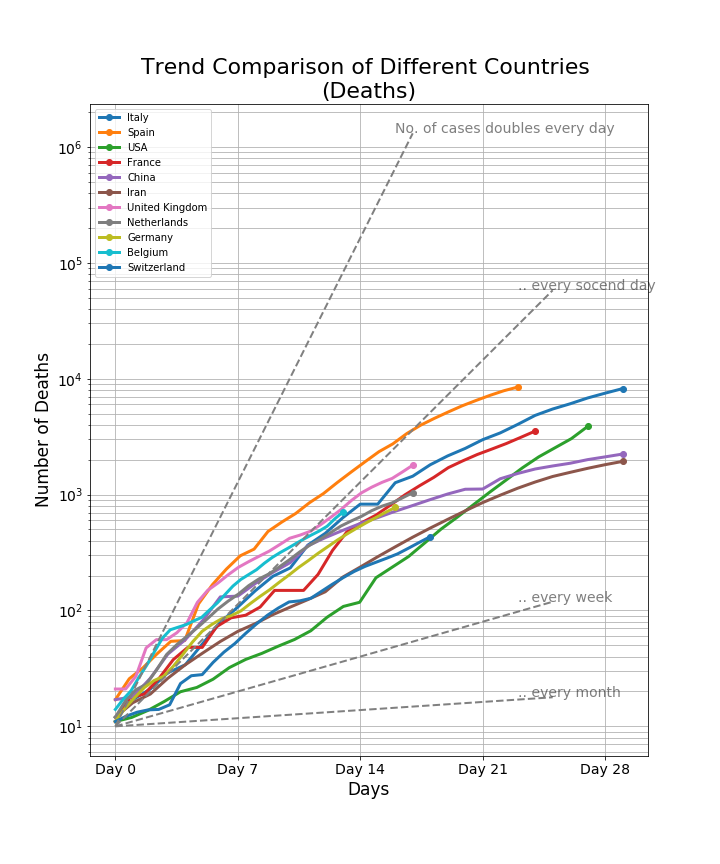 Trend Comparison of Different Countries
(Deaths)
Italy
Spain
USA
France
China
Iran
United Kingdom
Netherlands
Germany
Belgium
Switzerland
No. of cases doubles every day
.. every socend day
.. every week
.. every month
10^6
10^5
10^4
10^3
10^2
10^1
Number of Deaths
Day 0 Day 7 Day 14 Day 21 Day 28
Days